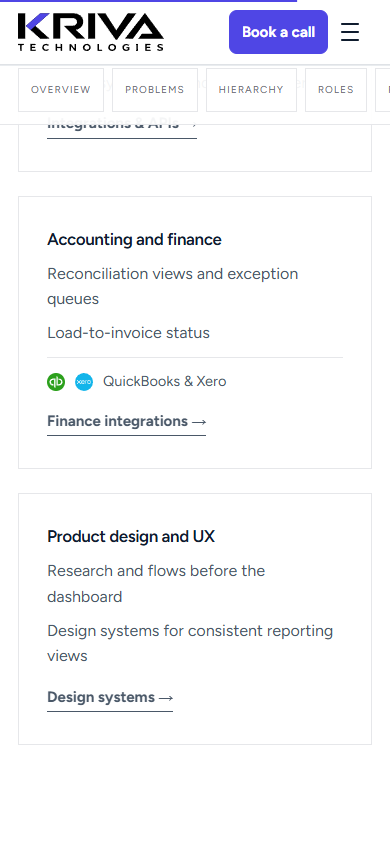 KRIVA
TECHNOLOGIES
Book a call
OVERVIEW
PROBLEMS
HIERARCHY
ROLES
Integrations & APIs →
Accounting and finance
Reconciliation views and exception
queues
Load-to-invoice status
qb xero QuickBooks & Xero
Finance integrations →
Product design and UX
Research and flows before the
dashboard
Design systems for consistent reporting
views
Design systems →